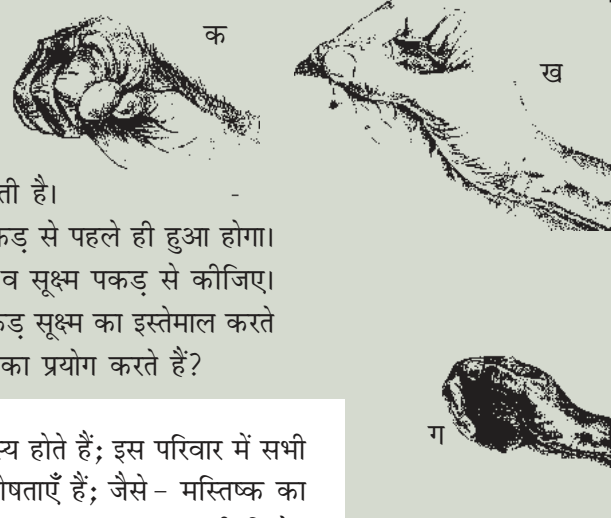 क
ख
ती है।
कड़ से पहले ही हुआ होगा।
व सूक्ष्म पकड़ से कीजिए।
कड़ सूक्ष्म का इस्तेमाल करते
का प्रयोग करते हैं?
ग
स्य होते हैं; इस परिवार में सभी
शेषताएँ हैं; जैसे – मस्तिष्क का